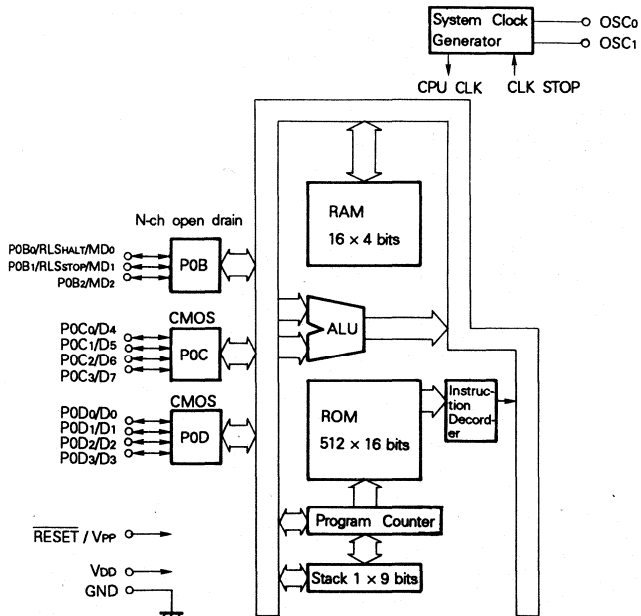 System Clock
Generator
OSC0
OSC1
CPU CLK
CLK STOP
N-ch open drain
P0B0/RLSHALT/MD0
P0B1/RLSSTOP/MD1
P0B2/MD2
P0B
RAM
16 × 4 bits
CMOS
P0C0/D4
P0C1/D5
P0C2/D6
P0C3/D7
P0C
ALU
CMOS
P0D0/D0
P0D1/D1
P0D2/D2
P0D3/D3
P0D
ROM
512 × 16 bits
Instruc-
tion
Decord-
er
RESET / VPP
Program Counter
VDD
GND
Stack 1 × 9 bits